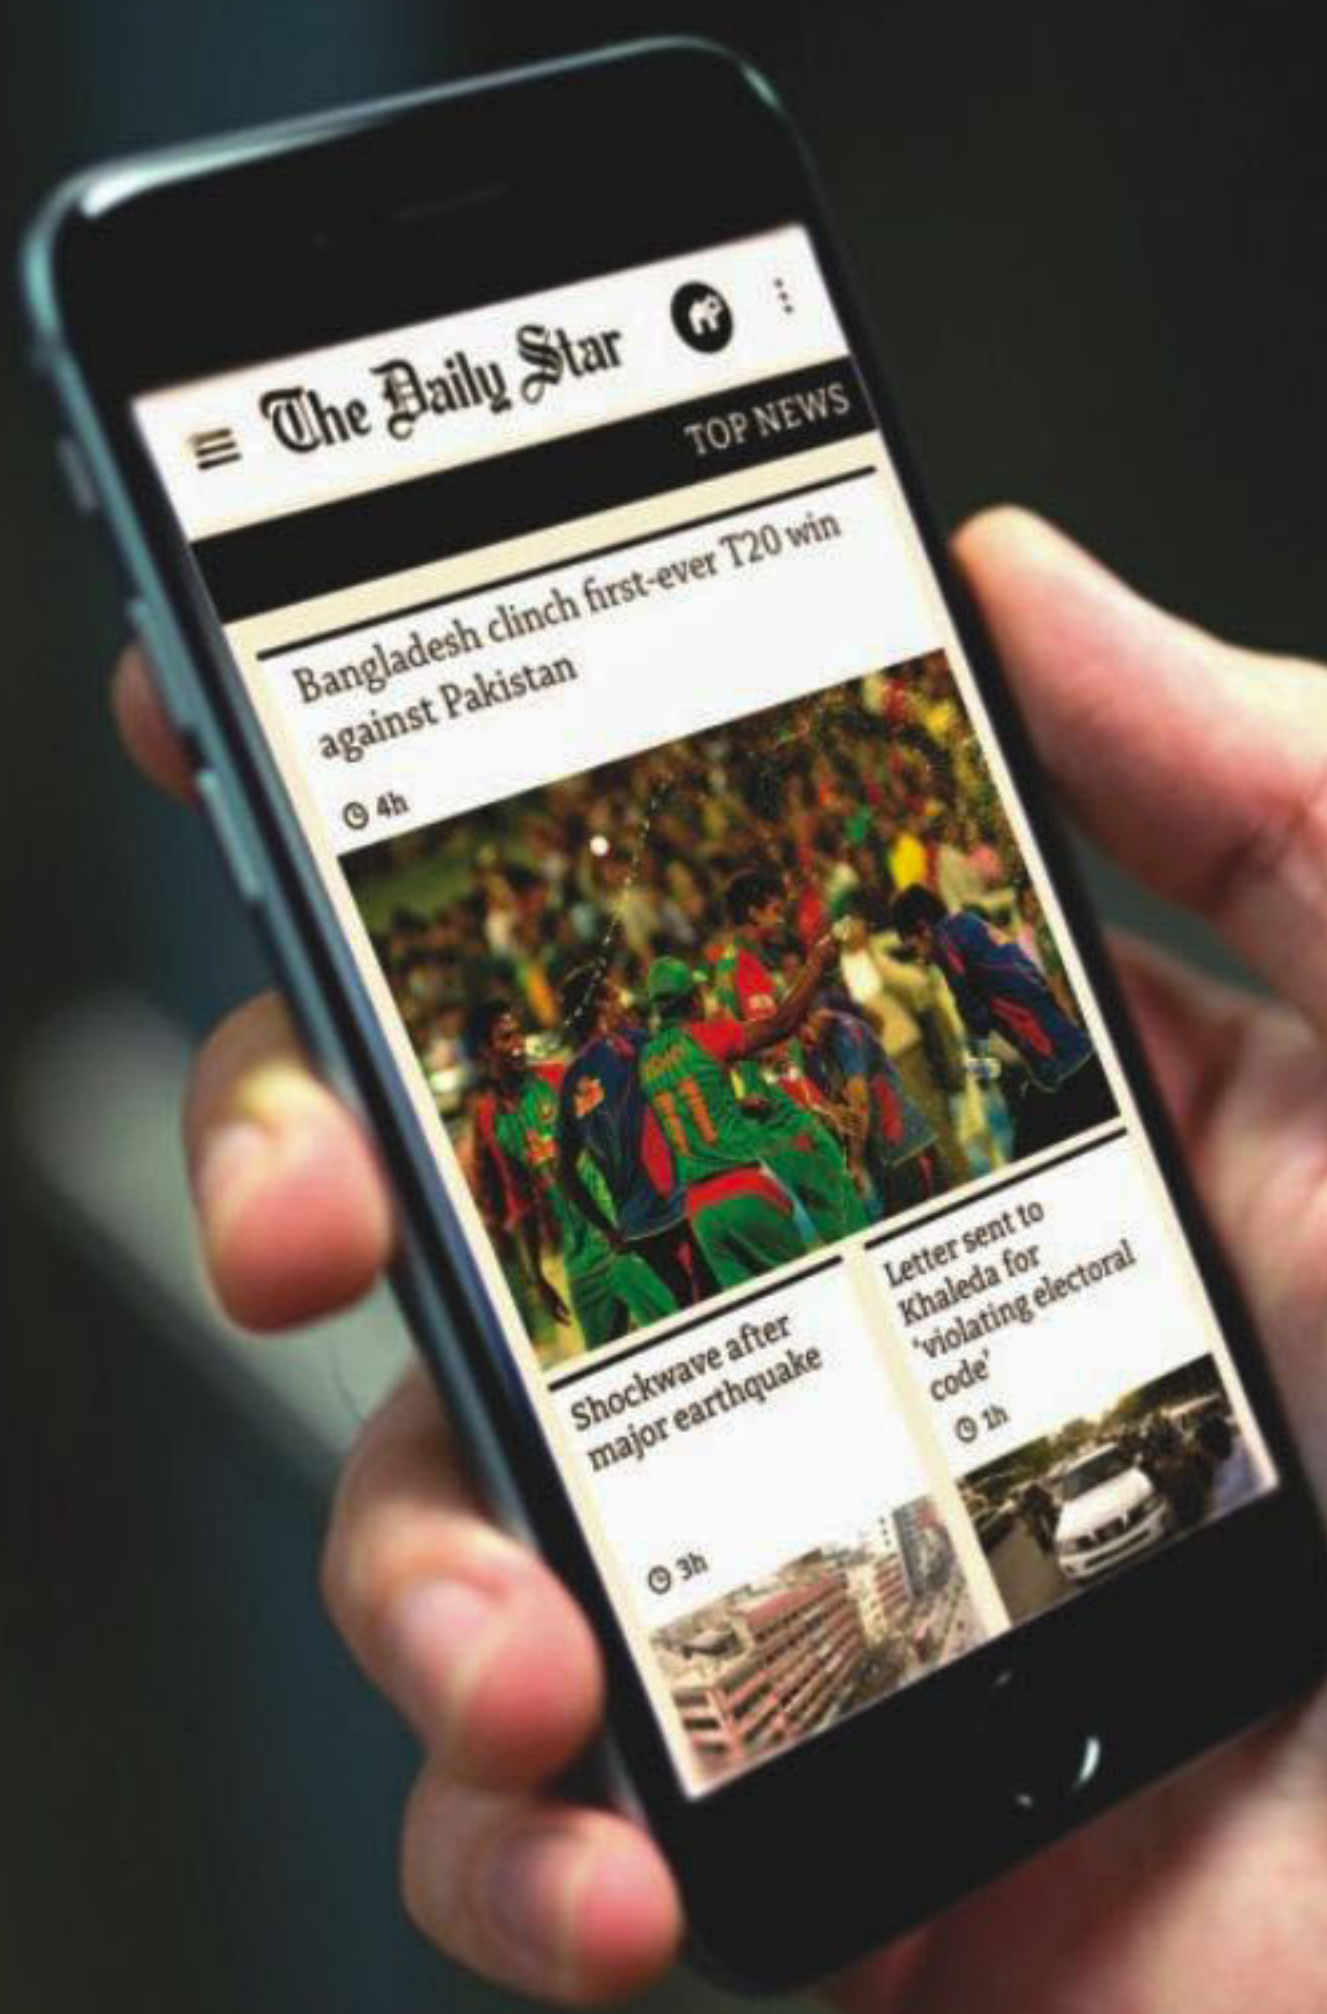 The Daily Star
TOP NEWS
Bangladesh clinch first-ever T20 win
against Pakistan
4h
11
Shockwave after
major earthquake
3h
Letter sent to
Khaleda for
'violating electoral
code'
1h